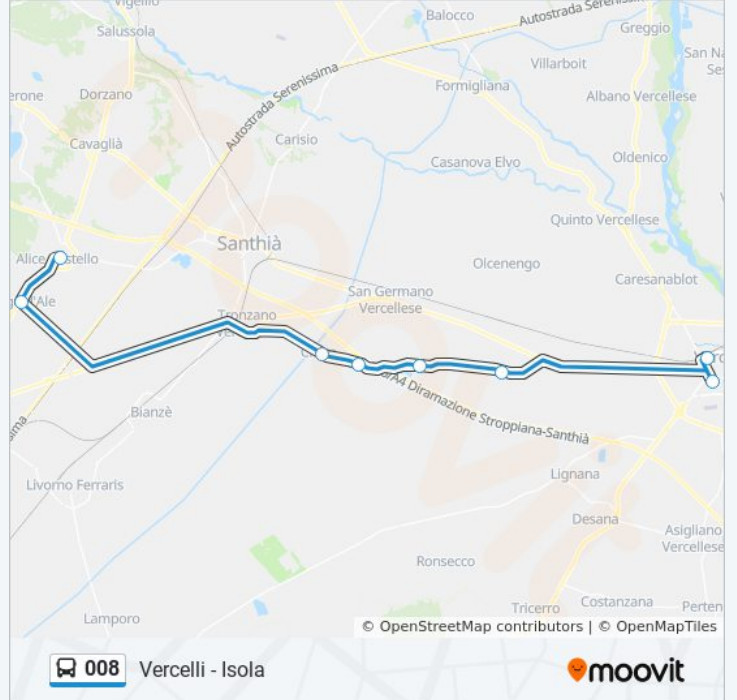 Vigellio
Balocco
Autostrada Serenissima
Greggio
Salussola
San Na
Ses
Villarboit
Formigliana
Dorzano
erone
Albano Vercellese
Autostrada Serenissima
Cavaglià
Carisio
Casanova Elvo
Oldenico
Quinto Vercellese
Santhià
Alice stello
Olcenengo
Caresanablot
San Germano
Vercellese
d'Ale
Tronzano
A4 Diramazione Stroppiana-Santhià
Bianzè
Lignana
Livorno Ferraris
Desana
Asigliano
Vercellese
Ronsecco
Costanzana
Tricerro
Perten
Lamporo
© OpenStreetMap contributors | © OpenMapTiles
008 Vercelli - Isola
moovit